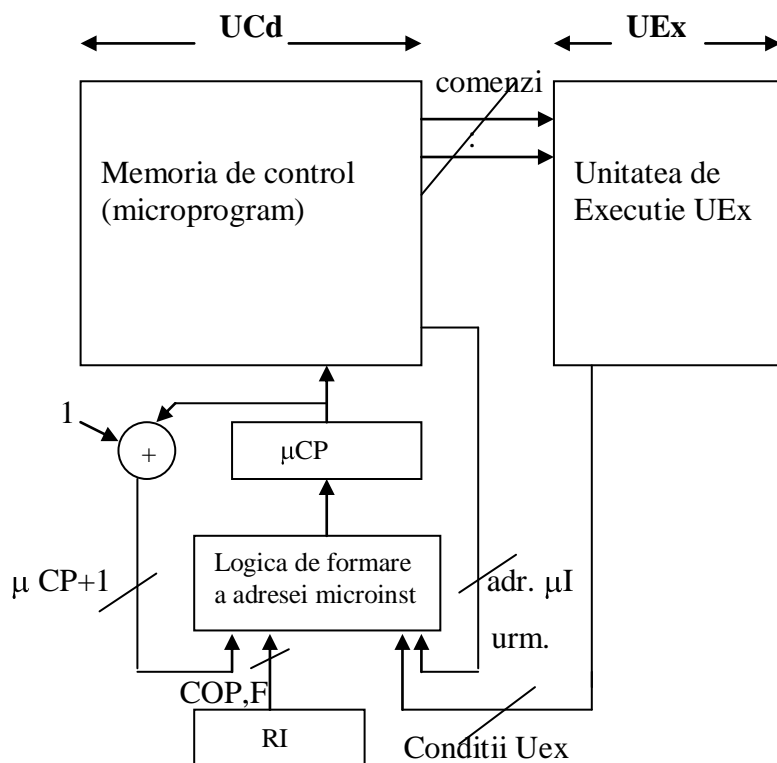 UCd
UEx
comenzi
:
Memoria de control
(microprogram)
Unitatea de
Executie UEx
1
+
μCP
Logica de formare
a adresei microinst
μ CP+1
adr. μI
urm.
COP,F
RI
Conditii Uex